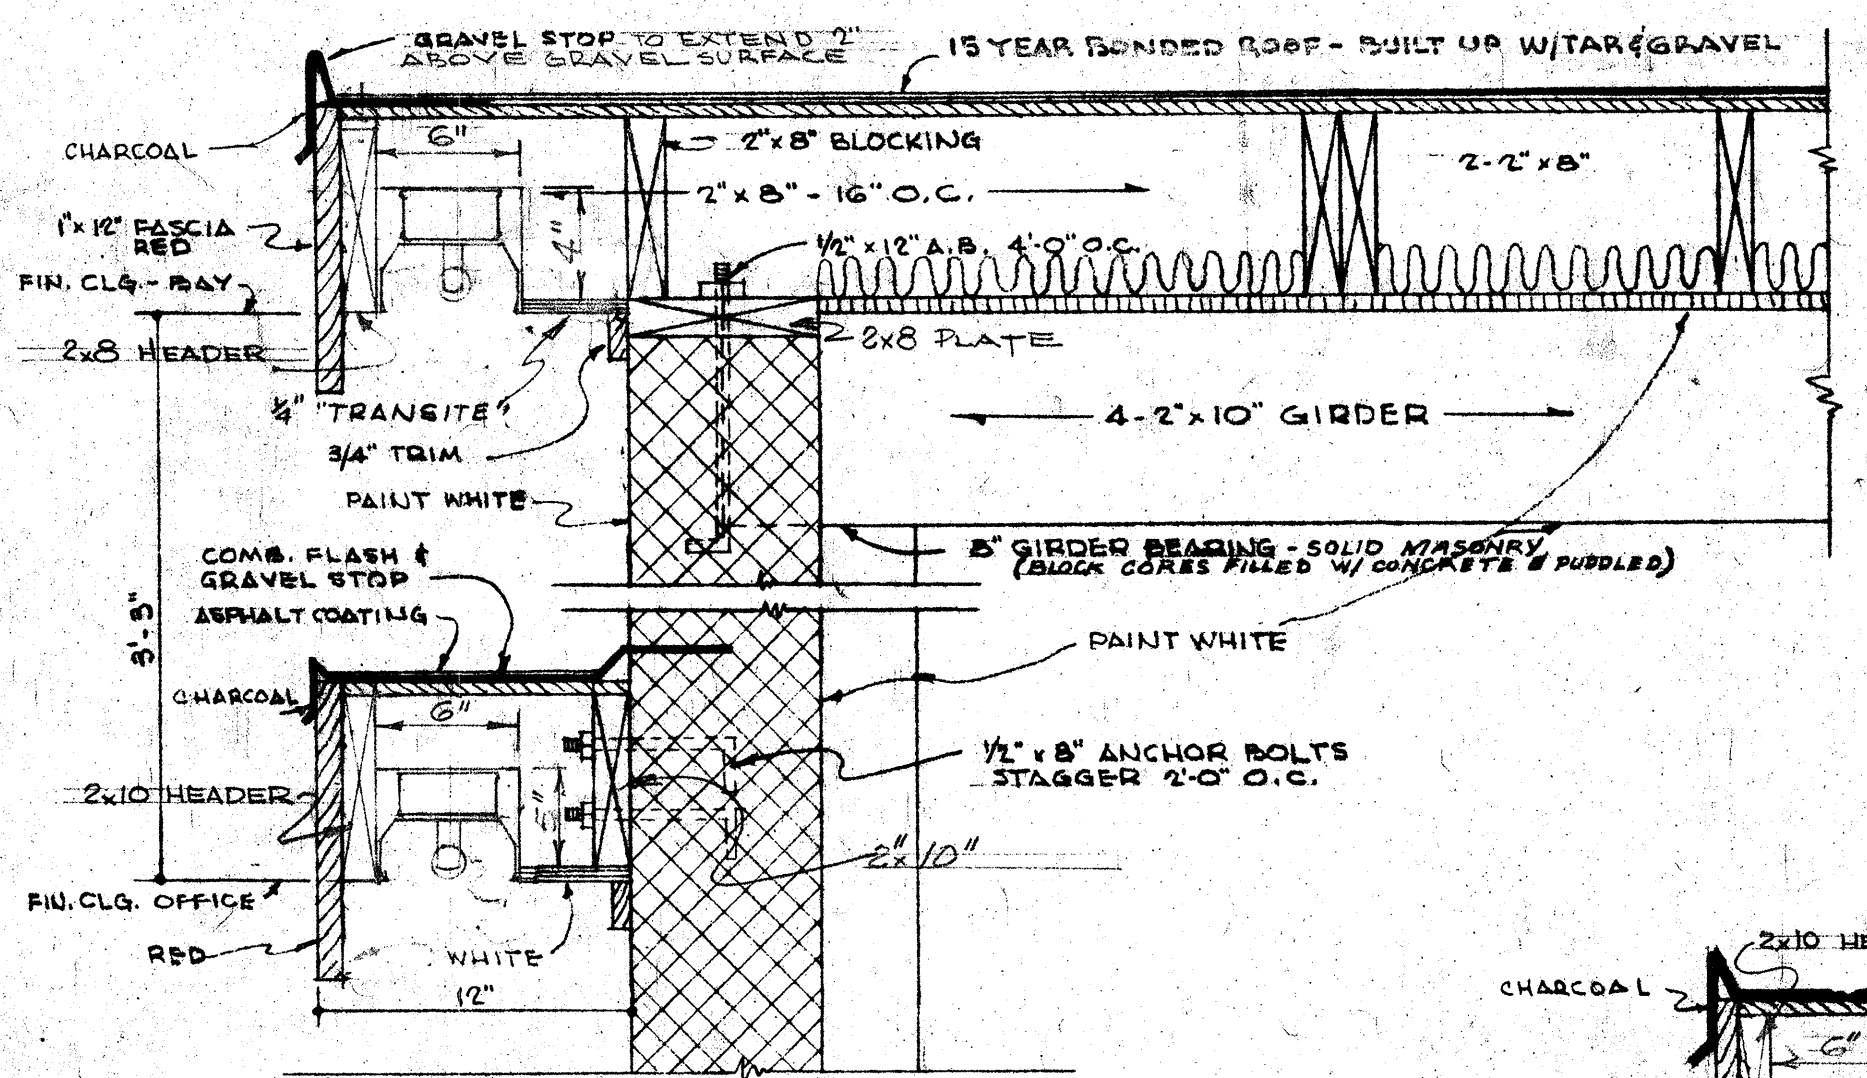 GRAVEL STOP TO EXTEND 2"
ABOVE GRAVEL SURFACE
15 YEAR BONDED ROOF - BUILT UP W/TAR & GRAVEL
CHARCOAL
6"
2"x8" BLOCKING
2-2"x8"
2"x8" - 16" O.C.
1"x12" FASCIA
RED
4"
1/2" x 12" A.B. 4'-0" O.C.
FIN. CLG. - BAY
2x8 HEADER
2x8 PLATE
1/4" "TRANSITE"
4-2"x10" GIRDER
3/4" TRIM
PAINT WHITE
COMB. FLASH &
GRAVEL STOP
8" GIRDER BEARING - SOLID MASONRY
(BLOCK CORES FILLED W/ CONCRETE & PUDDLED)
ASPHALT COATING
3'-3"
PAINT WHITE
CHARCOAL
6"
1/2" x 8" ANCHOR BOLTS
STAGGER 2'-0" O.C.
2x10 HEADER
5"
2"x10"
FIN. CLG. OFFICE
RED
WHITE
12"
2x10
CHARCOAL
6"